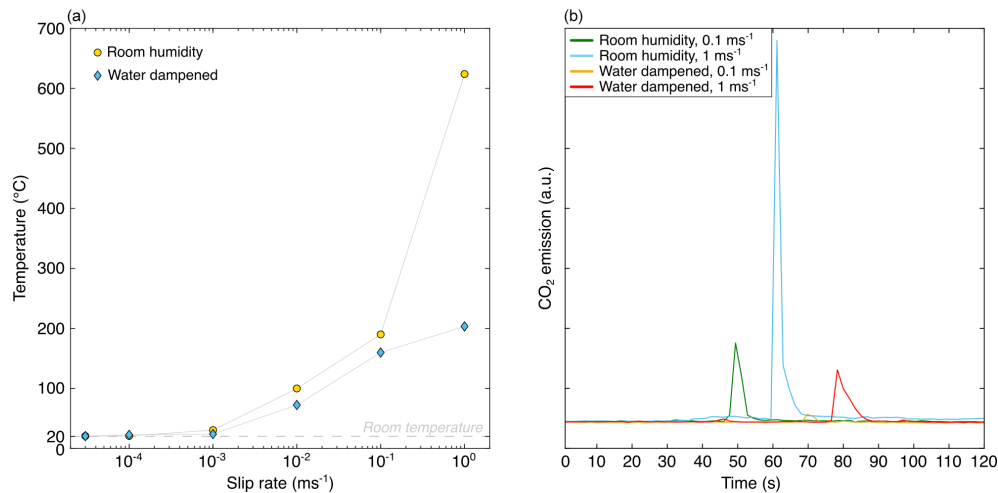 (a)
700
600
500
400
300
200
100
20
0
Temperature (°C)
Room humidity
Water dampened
Room temperature
10⁻⁴
10⁻³
10⁻²
10⁻¹
10⁰
Slip rate (ms⁻¹)
(b)
Room humidity, 0.1 ms⁻¹
Room humidity, 1 ms⁻¹
Water dampened, 0.1 ms⁻¹
Water dampened, 1 ms⁻¹
CO₂ emission (a.u.)
0 10 20 30 40 50 60 70 80 90 100 110 120
Time (s)